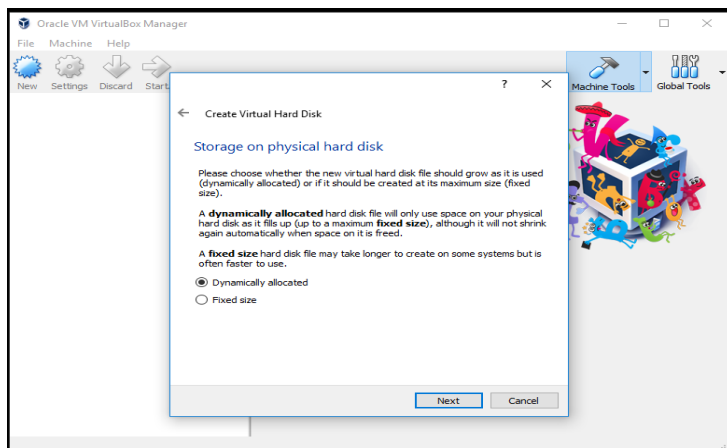 Oracle VM VirtualBox Manager
File Machine Help
New Settings Discard Start
Machine Tools Global Tools
?
Create Virtual Hard Disk
Storage on physical hard disk
Please choose whether the new virtual hard disk file should grow as it is used
(dynamically allocated) or if it should be created at its maximum size (fixed
size).
A dynamically allocated hard disk file will only use space on your physical
hard disk as it fills up (up to a maximum fixed size), although it will not shrink
again automatically when space on it is freed.
A fixed size hard disk file may take longer to create on some systems but is
often faster to use.
Dynamically allocated
Fixed size
Next Cancel